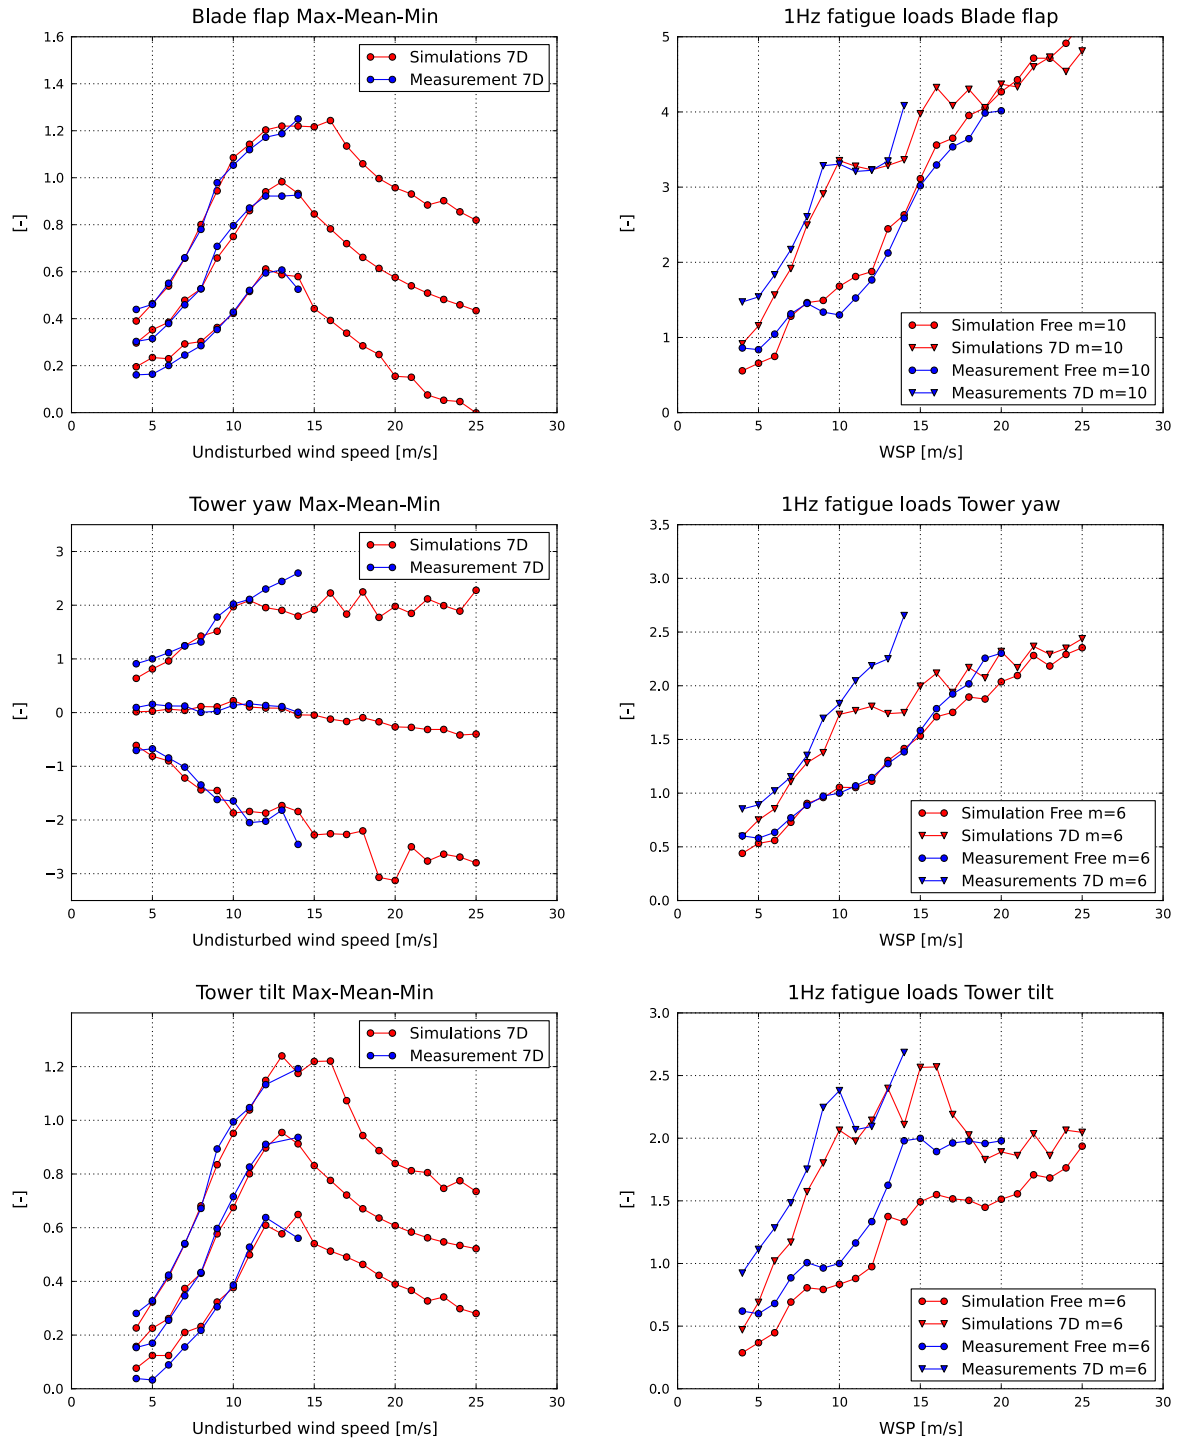 Blade flap Max-Mean-Min
1.6
1.4
1.2
1.0
0.8
0.6
0.4
0.2
0.0
[-]
Simulations 7D
Measurement 7D
0 5 10 15 20 25 30
Undisturbed wind speed [m/s]
1Hz fatigue loads Blade flap
5
4
3
2
1
0
[-]
Simulation Free m=10
Simulations 7D m=10
Measurement Free m=10
Measurements 7D m=10
0 5 10 15 20 25 30
WSP [m/s]
Tower yaw Max-Mean-Min
3
2
1
0
−1
−2
−3
[-]
Simulations 7D
Measurement 7D
0 5 10 15 20 25 30
Undisturbed wind speed [m/s]
1Hz fatigue loads Tower yaw
3.5
3.0
2.5
2.0
1.5
1.0
0.5
0.0
[-]
Simulation Free m=6
Simulations 7D m=6
Measurement Free m=6
Measurements 7D m=6
0 5 10 15 20 25 30
WSP [m/s]
Tower tilt Max-Mean-Min
1.2
1.0
0.8
0.6
0.4
0.2
0.0
[-]
Simulations 7D
Measurement 7D
0 5 10 15 20 25 30
Undisturbed wind speed [m/s]
1Hz fatigue loads Tower tilt
3.0
2.5
2.0
1.5
1.0
0.5
0.0
[-]
Simulation Free m=6
Simulations 7D m=6
Measurement Free m=6
Measurements 7D m=6
0 5 10 15 20 25 30
WSP [m/s]